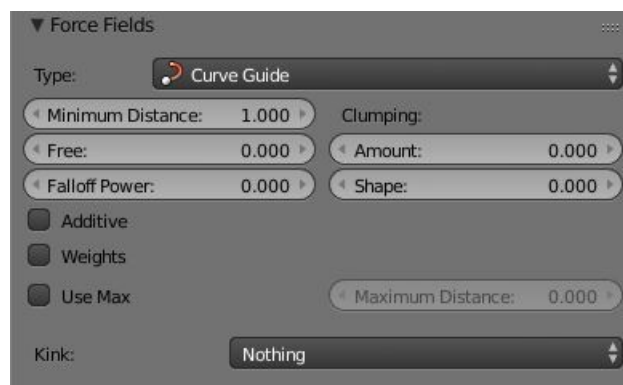 Force Fields
Type: Curve Guide
Minimum Distance: 1.000 Clumping:
Free: 0.000 Amount: 0.000
Falloff Power: 0.000 Shape: 0.000
Additive
Weights
Use Max Maximum Distance: 0.000
Kink: Nothing